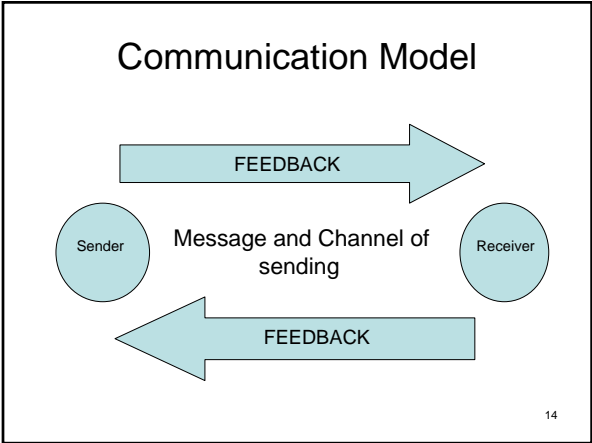 Communication Model
FEEDBACK
Sender
Message and Channel of
sending
Receiver
FEEDBACK
14